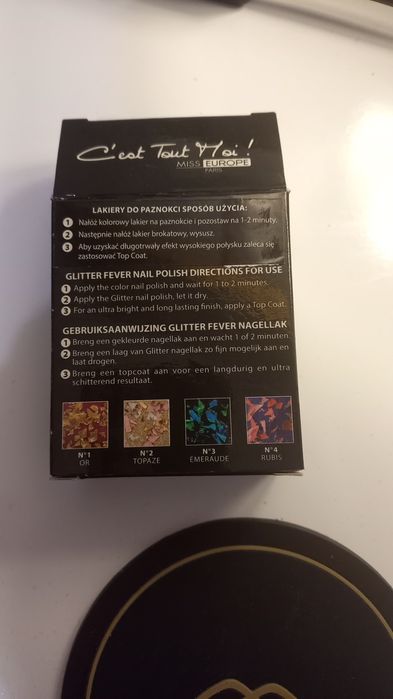 C'est Tout Moi !
MISS EUROPE
PARIS
LAKIERY DO PAZNOKCI SPOSÓB UŻYCIA:
1 Nałóż kolorowy lakier na paznokcie i pozostaw na 1-2 minuty.
2 Następnie nałóż lakier brokatowy, wysusz.
3 Aby uzyskać długotrwały efekt wysokiego połysku zaleca się
zastosować Top Coat.
GLITTER FEVER NAIL POLISH DIRECTIONS FOR USE
1 Apply the color nail polish and wait for 1 to 2 minutes.
2 Apply the Glitter nail polish, let it dry.
3 For an ultra bright and long lasting finish, apply a Top Coat.
GEBRUIKSAANWIJZING GLITTER FEVER NAGELLAK
1 Breng een gekleurde nagellak aan en wacht 1 of 2 minuten.
2 Breng een laag van Glitter nagellak zo fijn mogelijk aan en
laat drogen.
3 Breng een topcoat aan voor een langdurig en ultra
schitterend resultaat.
N°1 N°2 N°3 N°4
OR TOPAZE ÉMERAUDE RUBIS